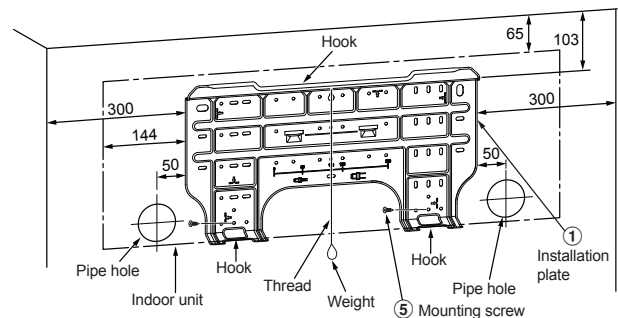 65
103
Hook
300
300
144
50
50
①
Installation
plate
Pipe hole
Indoor unit
Hook
Thread
Weight
⑤ Mounting screw
Hook
Pipe hole